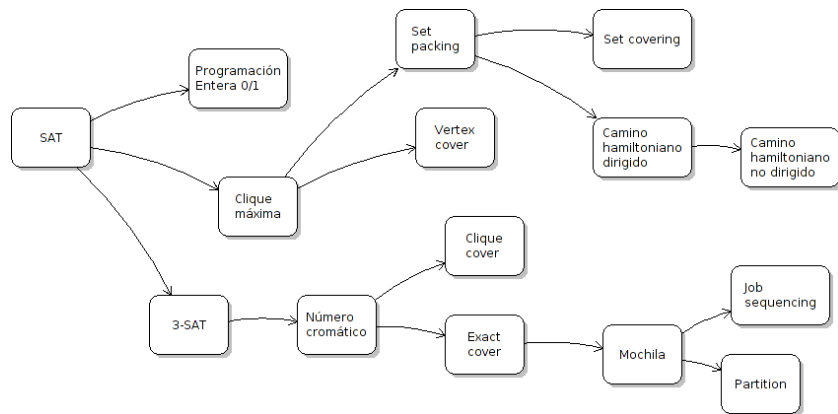 Set
packing
Set covering
Programación
Entera 0/1
SAT
Vertex
cover
Camino
hamiltoniano
dirigido
Camino
hamiltoniano
no dirigido
Clique
máxima
Clique
cover
3-SAT
Número
cromático
Exact
cover
Mochila
Job
sequencing
Partition